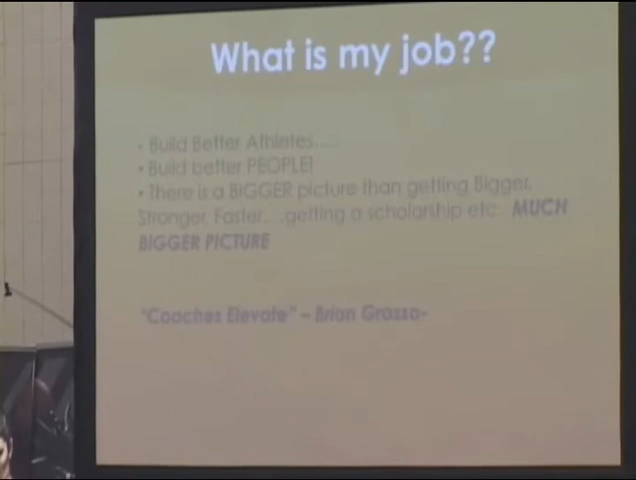 What is my job??
• Build Better Athletes....
• Build better PEOPLE!
• There is a BIGGER picture than getting Bigger,
Stronger, Faster....getting a scholarship etc. MUCH
BIGGER PICTURE
"Coaches Elevate" – Brian Grasso-